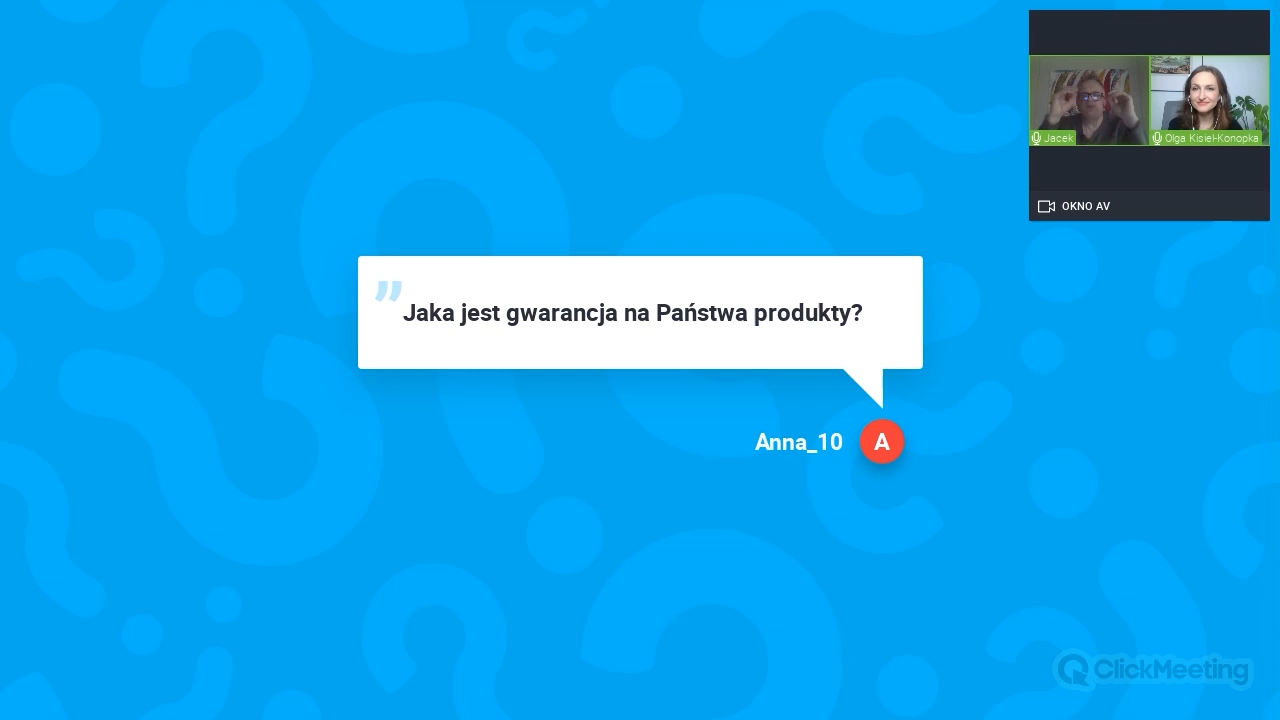 Jacek
Olga Kisiel-Konopka
OKNO AV
” Jaka jest gwarancja na Państwa produkty?
Anna_10
A
ClickMeeting